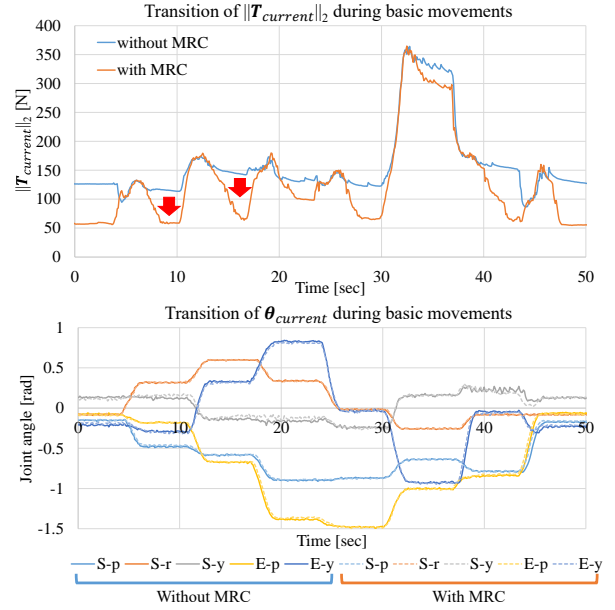 Transition of ||T_current||₂ during basic movements
||T_current||₂ [N]
400
350
300
250
200
150
100
50
0
without MRC
with MRC
0 10 20 30 40 50
Time [sec]
Transition of θ_current during basic movements
Joint angle [rad]
1
0.5
0
-0.5
-1
-1.5
0 10 20 30 40 50
Time [sec]
S-p S-r S-y E-p E-y S-p S-r S-y E-p E-y
Without MRC With MRC